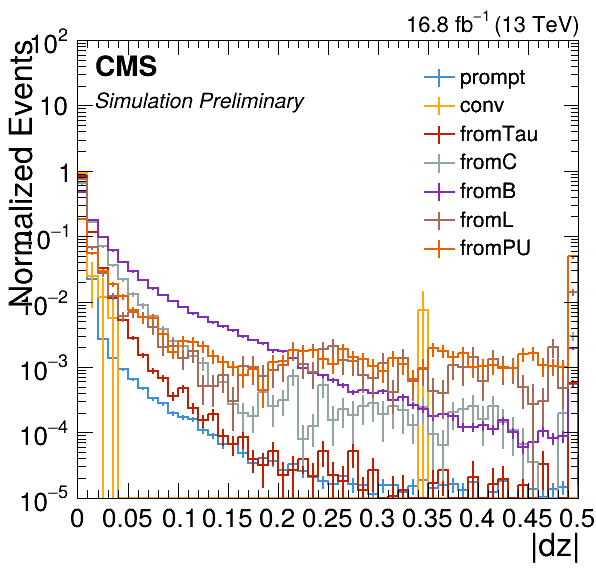 16.8 fb⁻¹ (13 TeV)
CMS
Simulation Preliminary
prompt
conv
fromTau
fromC
fromB
fromL
fromPU
Normalized Events
10²
10
1
10⁻¹
10⁻²
10⁻³
10⁻⁴
10⁻⁵
0 0.05 0.1 0.15 0.2 0.25 0.3 0.35 0.4 0.45 0.5
|dz|